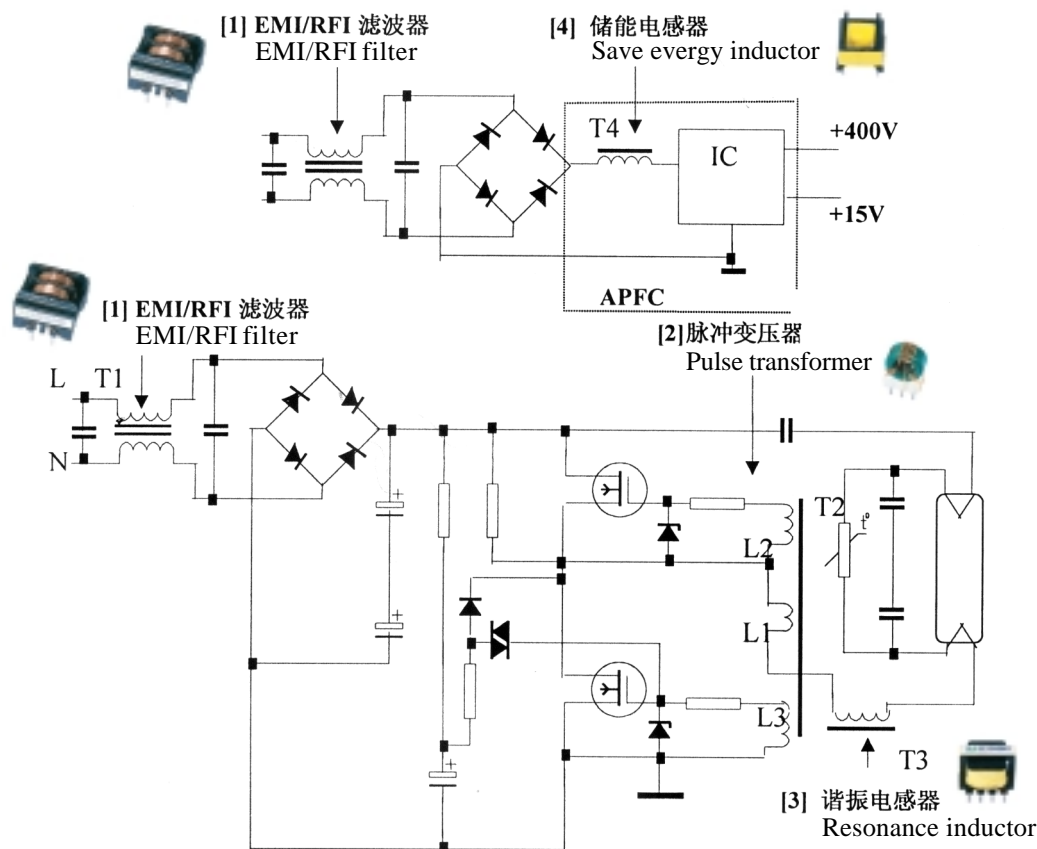 [1] EMI/RFI 滤波器
EMI/RFI filter
[4] 储能电感器
Save evergy inductor
T4
IC
+400V
+15V
APFC
[1] EMI/RFI 滤波器
EMI/RFI filter
[2]脉冲变压器
Pulse transformer
L
T1
N
+
T2
t°
L2
+
L1
L3
+
T3
[3] 谐振电感器
Resonance inductor